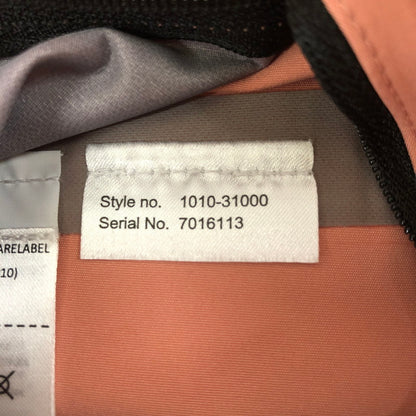 Style no. 1010-31000
Serial No. 7016113
ARELABEL
10)